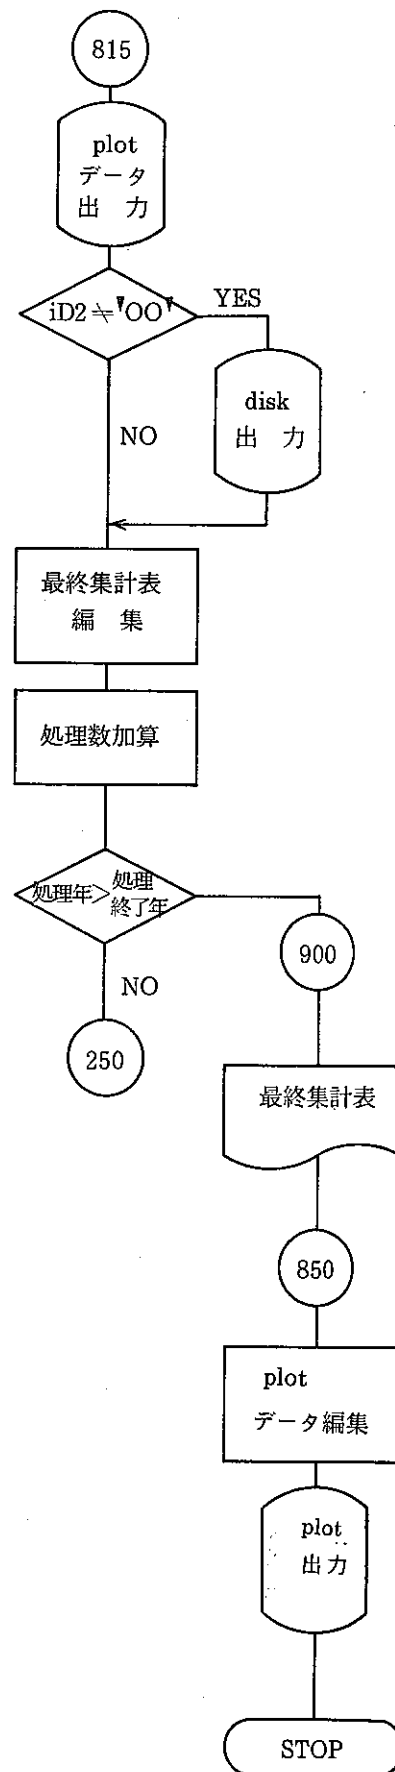 815
plot
データ
出 力
iD2≠"OO"
YES
disk
出 力
NO
最終集計表
編 集
処理数加算
処理年>処理
終了年
900
NO
250
最終集計表
850
plot
データ編集
plot
出力
STOP